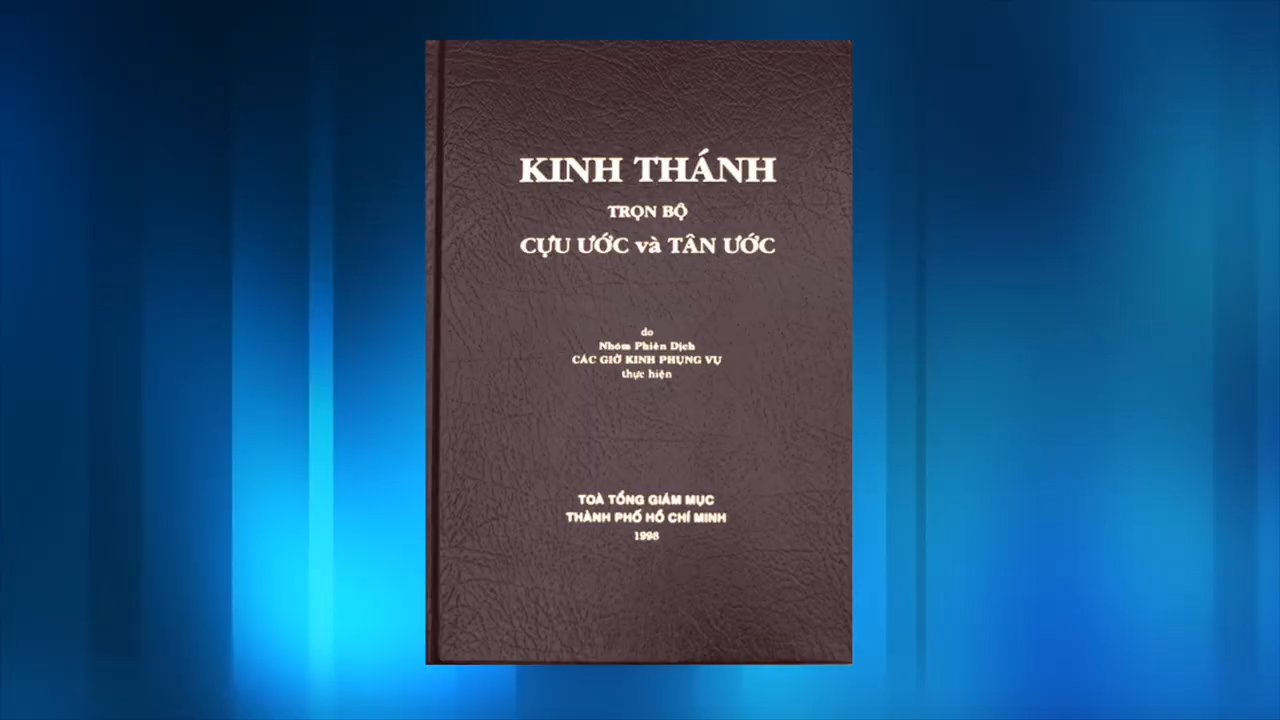 KINH THÁNH
TRỌN BỘ
CỰU ƯỚC và TÂN ƯỚC
do
Nhóm Phiên Dịch
CÁC GIỜ KINH PHỤNG VỤ
thực hiện
TOÀ TỔNG GIÁM MỤC
THÀNH PHỐ HỒ CHÍ MINH
1998